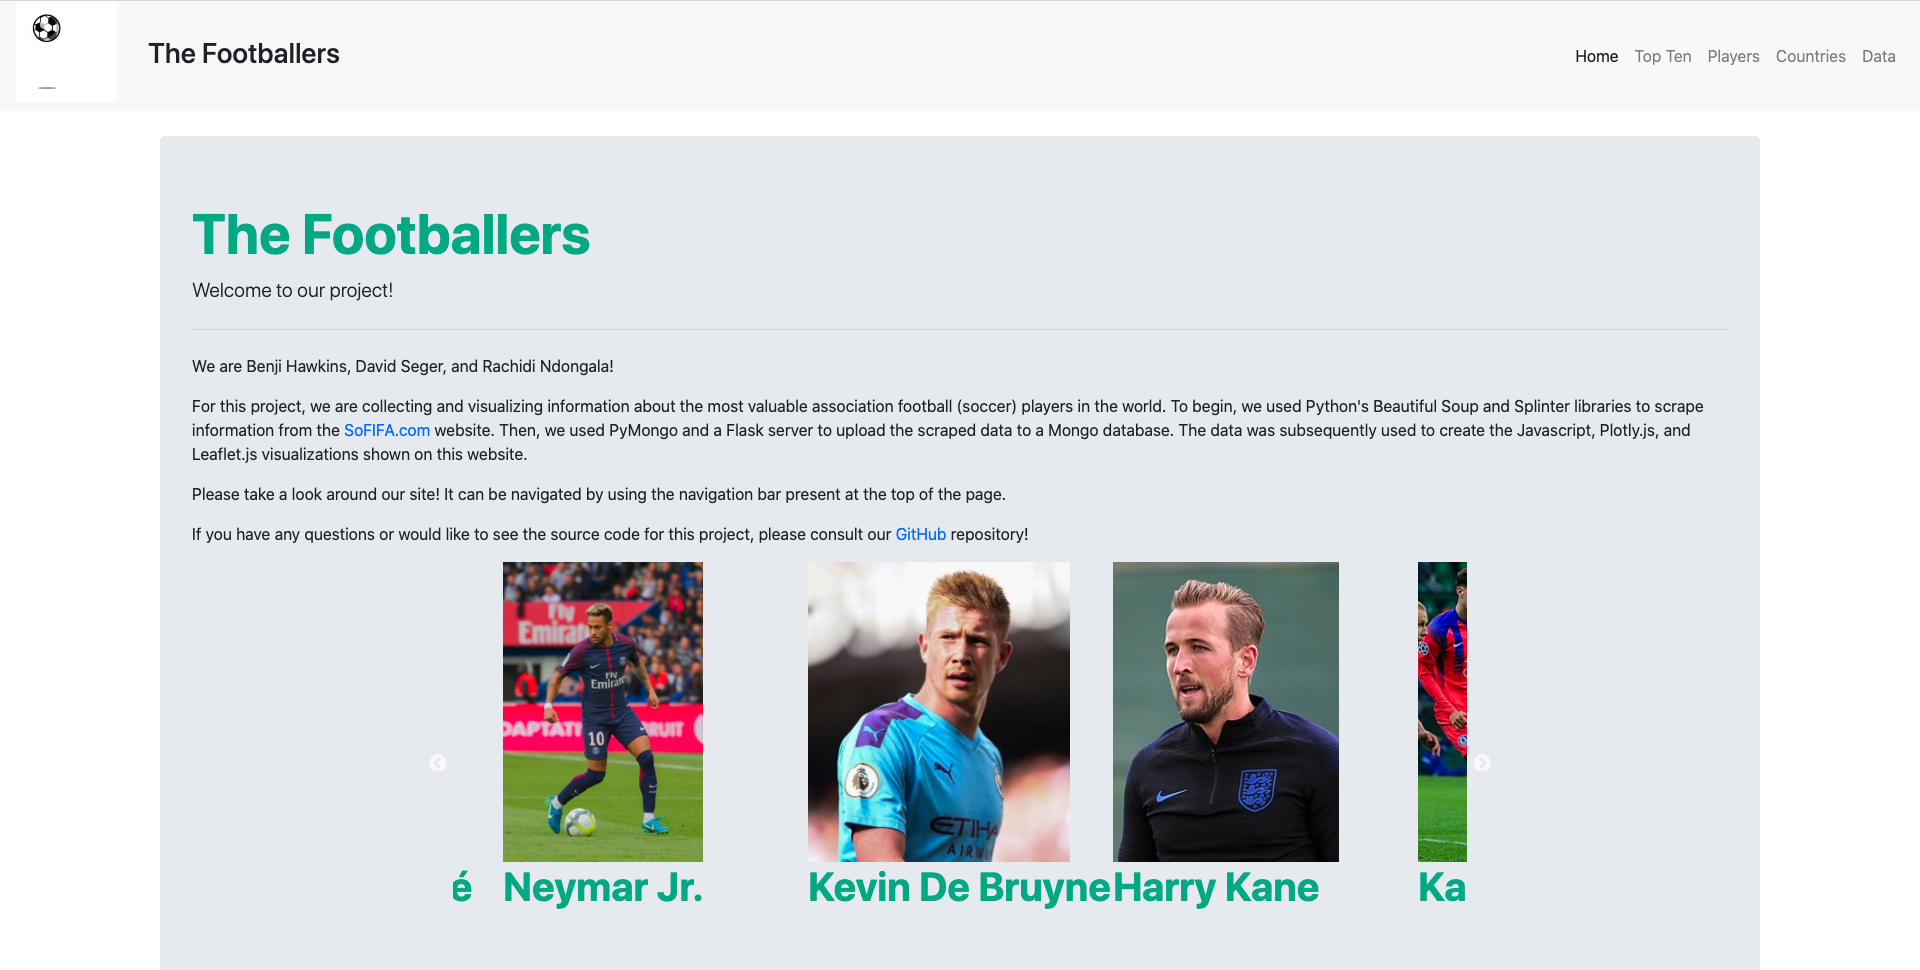 The Footballers
Home Top Ten Players Countries Data
The Footballers
Welcome to our project!
We are Benji Hawkins, David Seger, and Rachidi Ndongala!
For this project, we are collecting and visualizing information about the most valuable association football (soccer) players in the world. To begin, we used Python's Beautiful Soup and Splinter libraries to scrape
information from the SoFIFA.com website. Then, we used PyMongo and a Flask server to upload the scraped data to a Mongo database. The data was subsequently used to create the Javascript, Plotly.js, and
Leaflet.js visualizations shown on this website.
Please take a look around our site! It can be navigated by using the navigation bar present at the top of the page.
If you have any questions or would like to see the source code for this project, please consult our GitHub repository!
Fly
Emirat
Fly
Emirat
DAPTATI
RUIT
10
ETIHA
AIRW
é Neymar Jr. Kevin De Bruyne Harry Kane Ka